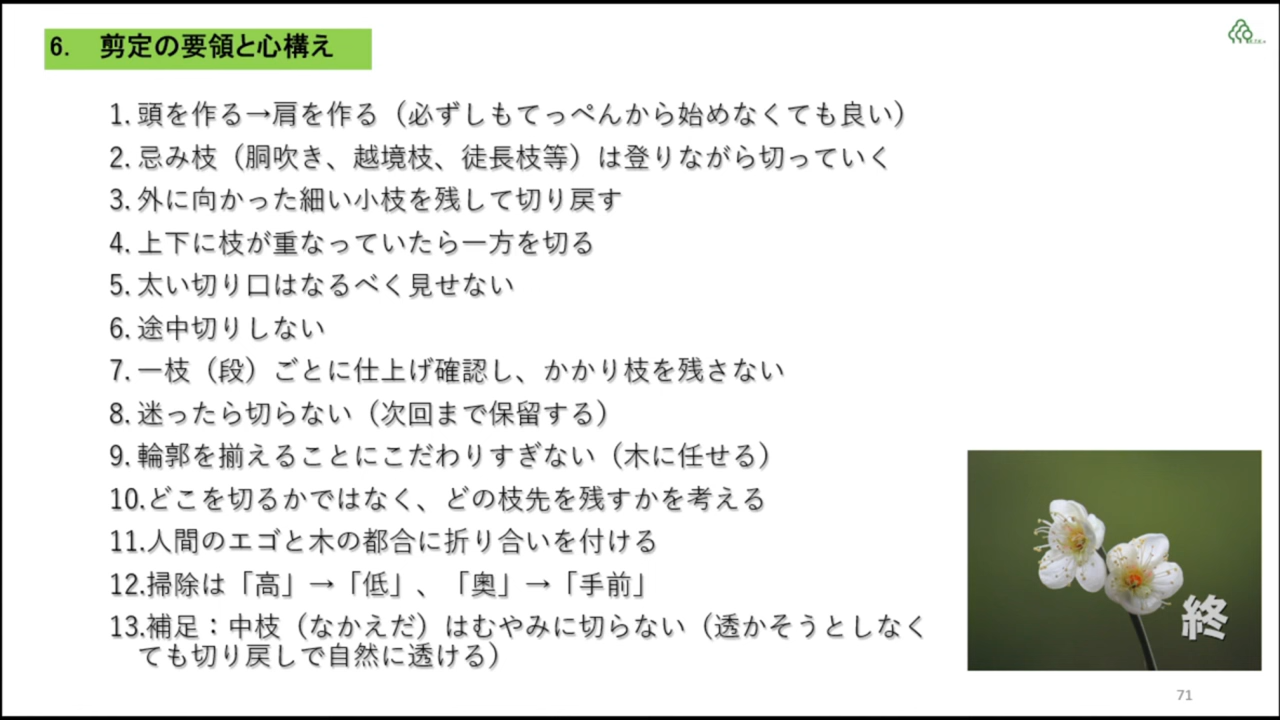 6. 剪定の要領と心構え
1. 頭を作る→肩を作る（必ずしもてっぺんから始めなくても良い）
2. 忌み枝（胴吹き、越境枝、徒長枝等）は登りながら切っていく
3. 外に向かった細い小枝を残して切り戻す
4. 上下に枝が重なっていたら一方を切る
5. 太い切り口はなるべく見せない
6. 途中切りしない
7. 一枝（段）ごとに仕上げ確認し、かかり枝を残さない
8. 迷ったら切らない（次回まで保留する）
9. 輪郭を揃えることにこだわりすぎない（木に任せる）
10.どこを切るかではなく、どの枝先を残すかを考える
11.人間のエゴと木の都合に折り合いを付ける
12.掃除は「高」→「低」、「奥」→「手前」
13.補足：中枝（なかえだ）はむやみに切らない（透かそうとしなく
ても切り戻しで自然に透ける）
終
71